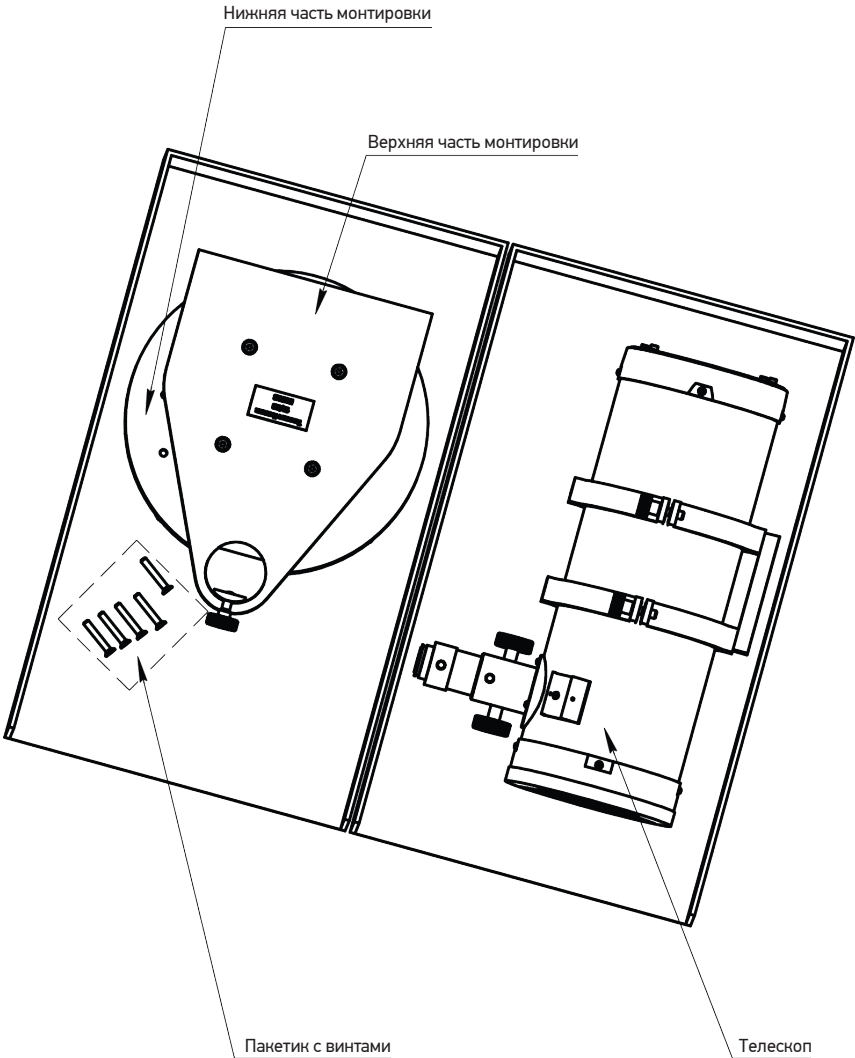 Нижняя часть монтировки
Верхняя часть монтировки
Пакетик с винтами
Телескоп